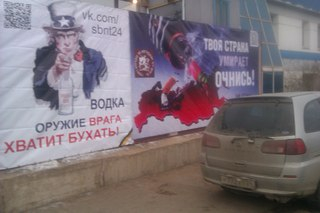 vk.com/
sbnt24
ВОДКА
ОРУЖИЕ ВРАГА
ХВАТИТ БУХАТЬ!
ТВОЯ СТРАНА
УМИРАЕТ
ОЧНИСЬ!